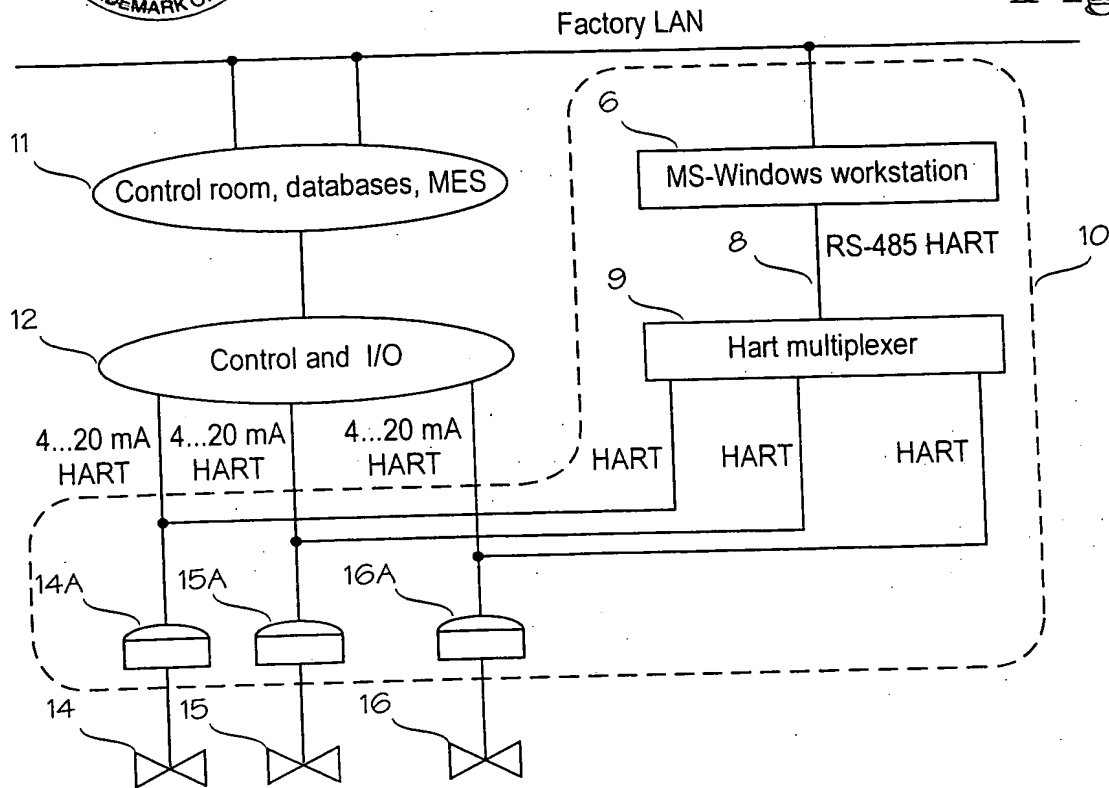 TRADEMARK O
Fig
Factory LAN
11
Control room, databases, MES
6
MS-Windows workstation
8
RS-485 HART
10
9
Hart multiplexer
12
Control and I/O
4...20 mA
HART
4...20 mA
HART
4...20 mA
HART
HART
HART
HART
14A
15A
16A
14
15
16